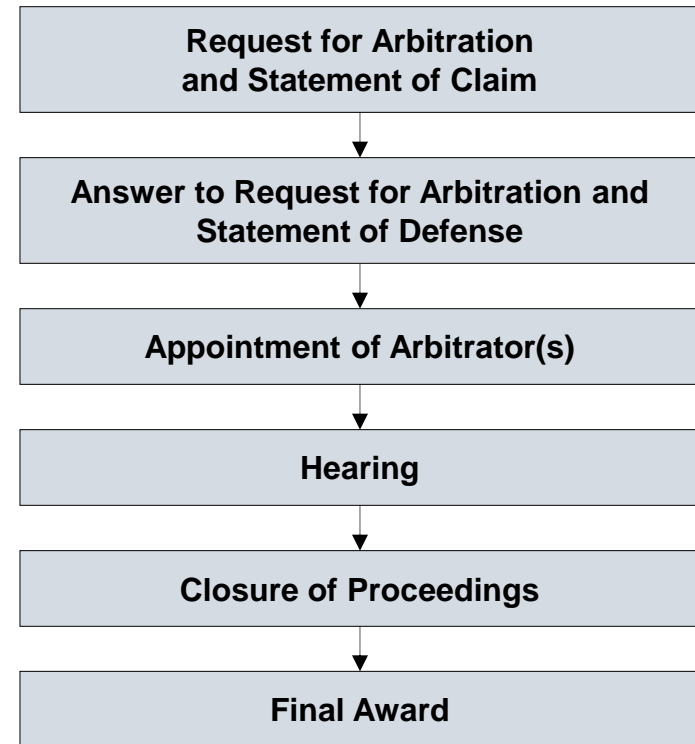 Request for Arbitration
and Statement of Claim
Answer to Request for Arbitration and
Statement of Defense
Appointment of Arbitrator(s)
Hearing
Closure of Proceedings
Final Award